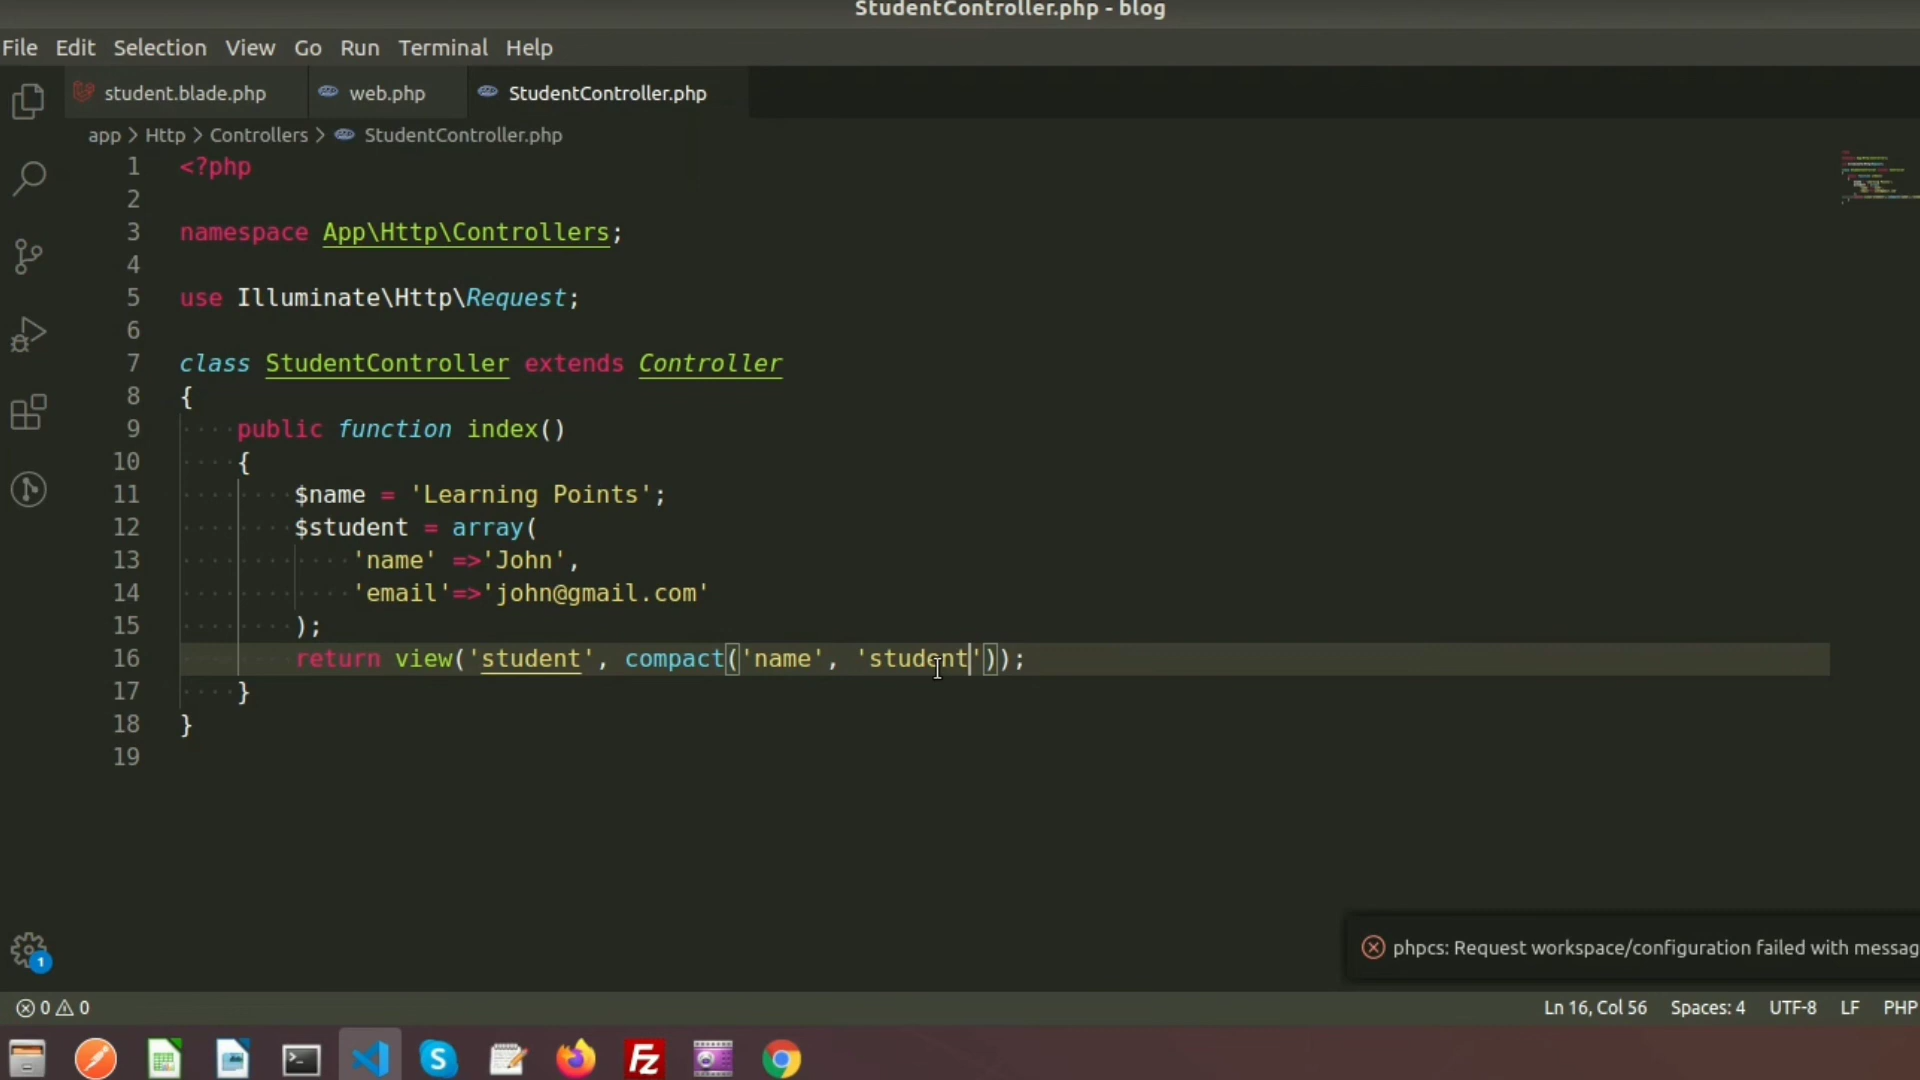 StudentController.php - blog
File Edit Selection View Go Run Terminal Help
student.blade.php web.php StudentController.php
app > Http > Controllers > StudentController.php
1 <?php
2
3 namespace App\Http\Controllers;
4
5 use Illuminate\Http\Request;
6
7 class StudentController extends Controller
8 {
9 public function index()
10 {
11 $name = 'Learning Points';
12 $student = array(
13 'name' =>'John',
14 'email'=>'john@gmail.com'
15 );
16 return view('student', compact('name', 'student'));
17 }
18 }
19
phpcs: Request workspace/configuration failed with messag
1
0 0
Ln 16, Col 56 Spaces: 4 UTF-8 LF PHP
S Fz